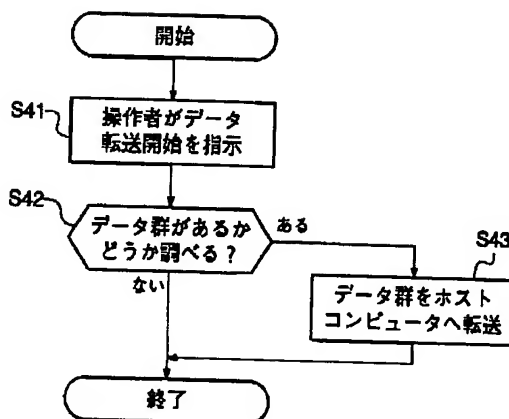 開始
S41
操作者がデータ
転送開始を指示
S42
データ群があるか
どうか調べる？
ある
ない
S43
データ群をホスト
コンピュータへ転送
終了